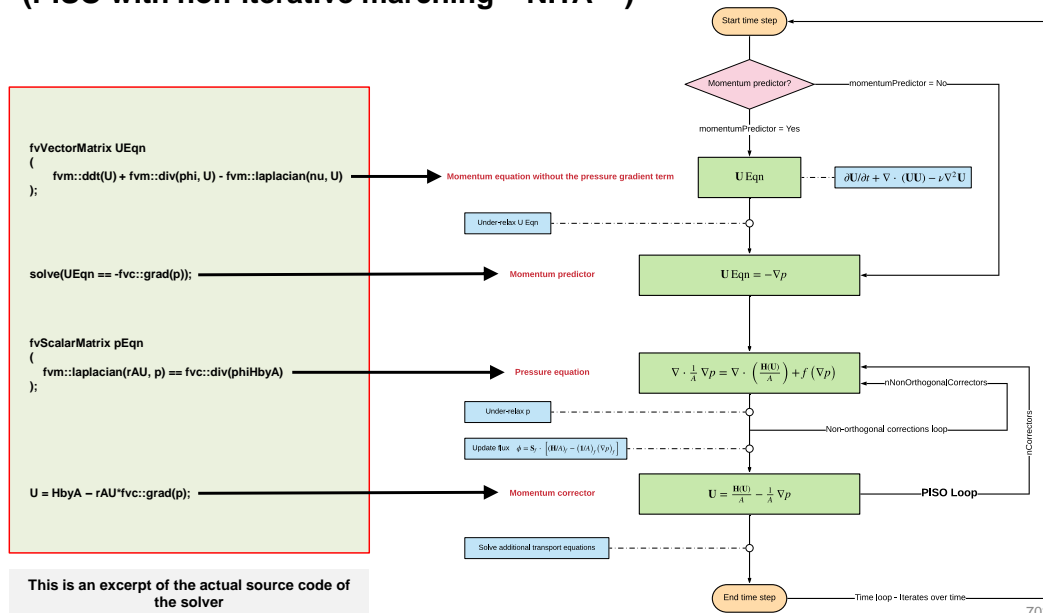 (PISO with non-iterative marching – NITA – )
Start time step
Momentum predictor?
momentumPredictor = No
momentumPredictor = Yes
fvVectorMatrix UEqn
(
fvm::ddt(U) + fvm::div(phi, U) - fvm::laplacian(nu, U)
);
Momentum equation without the pressure gradient term
U Eqn
∂U/∂t + ∇ · (UU) − ν∇²U
Under-relax U Eqn
solve(UEqn == -fvc::grad(p));
Momentum predictor
U Eqn = −∇p
fvScalarMatrix pEqn
(
fvm::laplacian(rAU, p) == fvc::div(phiHbyA)
);
Pressure equation
∇ · 1/A ∇p = ∇ · (H(U)/A) + f (∇p)
nNonOrthogonalCorrectors
Under-relax p
Non-orthogonal corrections loop
nCorrectors
Update flux ϕ = S_f · [(H/A)_f − (1/A)_f (∇p)_f]
U = HbyA – rAU*fvc::grad(p);
Momentum corrector
U = H(U)/A − 1/A ∇p
PISO Loop
Solve additional transport equations
This is an excerpt of the actual source code of
the solver
End time step
Time loop - Iterates over time